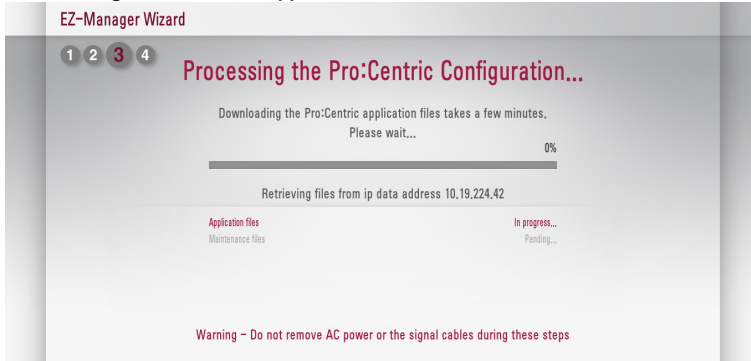 EZ-Manager Wizard
1 2 3 4
Processing the Pro:Centric Configuration...
Downloading the Pro:Centric application files takes a few minutes.
Please wait...
0%
Retrieving files from ip data address 10.19.224.42
Application files In progress...
Maintenance files Pending...
Warning - Do not remove AC power or the signal cables during these steps